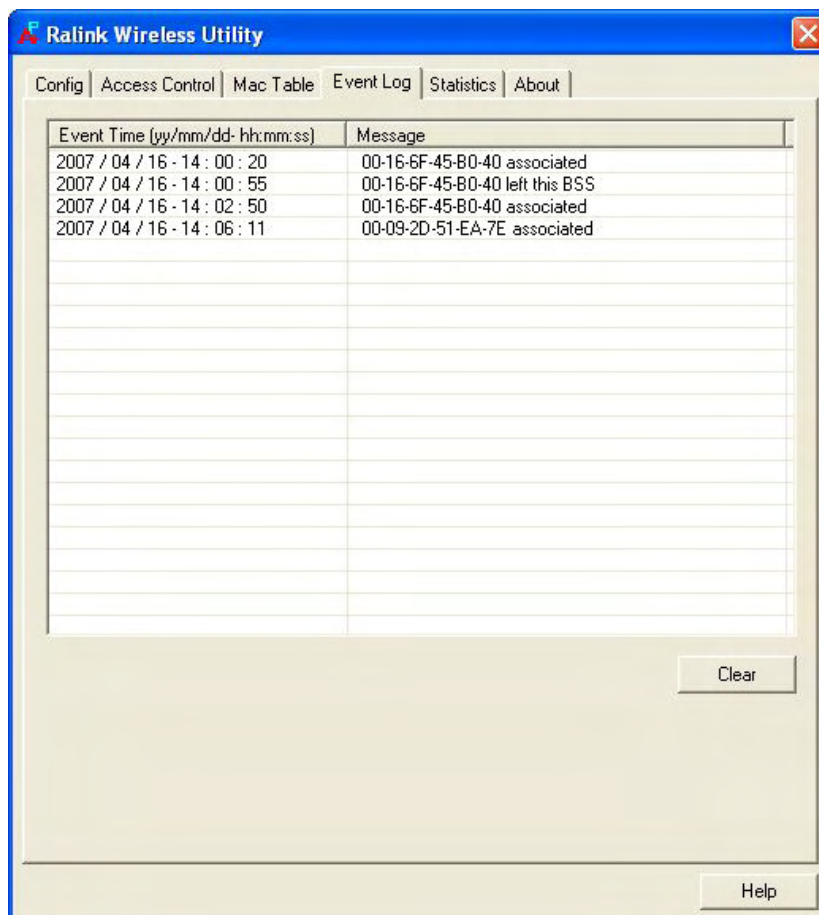 Ralink Wireless Utility
Config Access Control Mac Table Event Log Statistics About
Event Time (yy/mm/dd- hh:mm:ss) Message
2007 / 04 / 16 - 14 : 00 : 20 00-16-6F-45-B0-40 associated
2007 / 04 / 16 - 14 : 00 : 55 00-16-6F-45-B0-40 left this BSS
2007 / 04 / 16 - 14 : 02 : 50 00-16-6F-45-B0-40 associated
2007 / 04 / 16 - 14 : 06 : 11 00-09-2D-51-EA-7E associated
Clear
Help